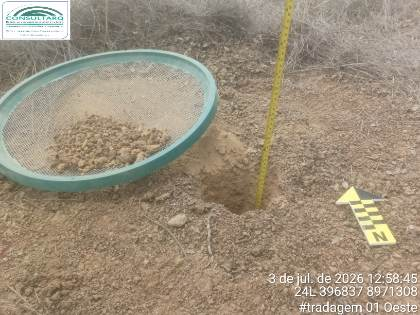 CONSULTARQ
N
3 de jul. de 2026 12:58:45
24L 396837 8971308
#tradagem 01 Oeste